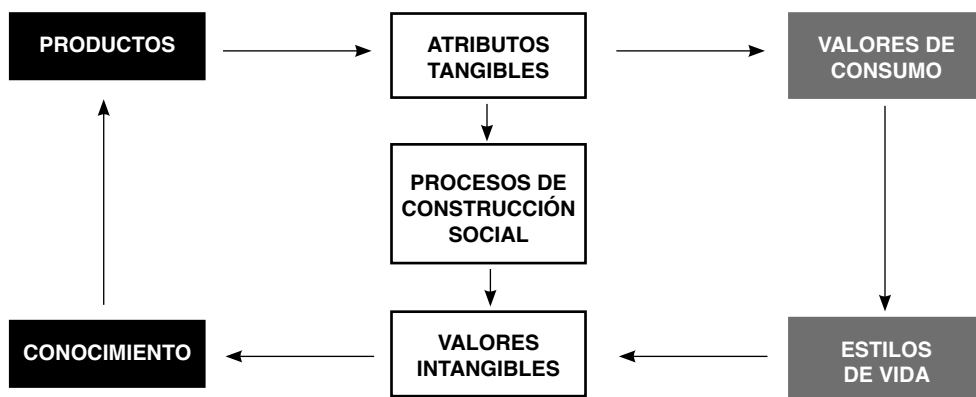 PRODUCTOS
ATRIBUTOS
TANGIBLES
VALORES DE
CONSUMO
PROCESOS DE
CONSTRUCCIÓN
SOCIAL
CONOCIMIENTO
VALORES
INTANGIBLES
ESTILOS
DE VIDA